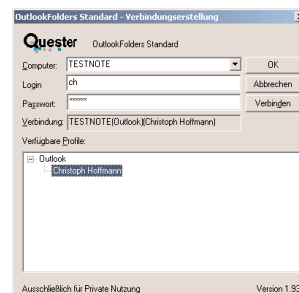 OutlookFolders Standard - Verbindungserstellung
Quester OutlookFolders Standard
Computer: TESTNOTE OK
Login ch Abbrechen
Passwort: ***** Verbinden
Verbindung: TESTNOTE(Outlook)(Christoph Hoffmann)
Verfügbare Profile:
Outlook
Christoph Hoffmann
Ausschließlich für Private Nutzung Version 1.93